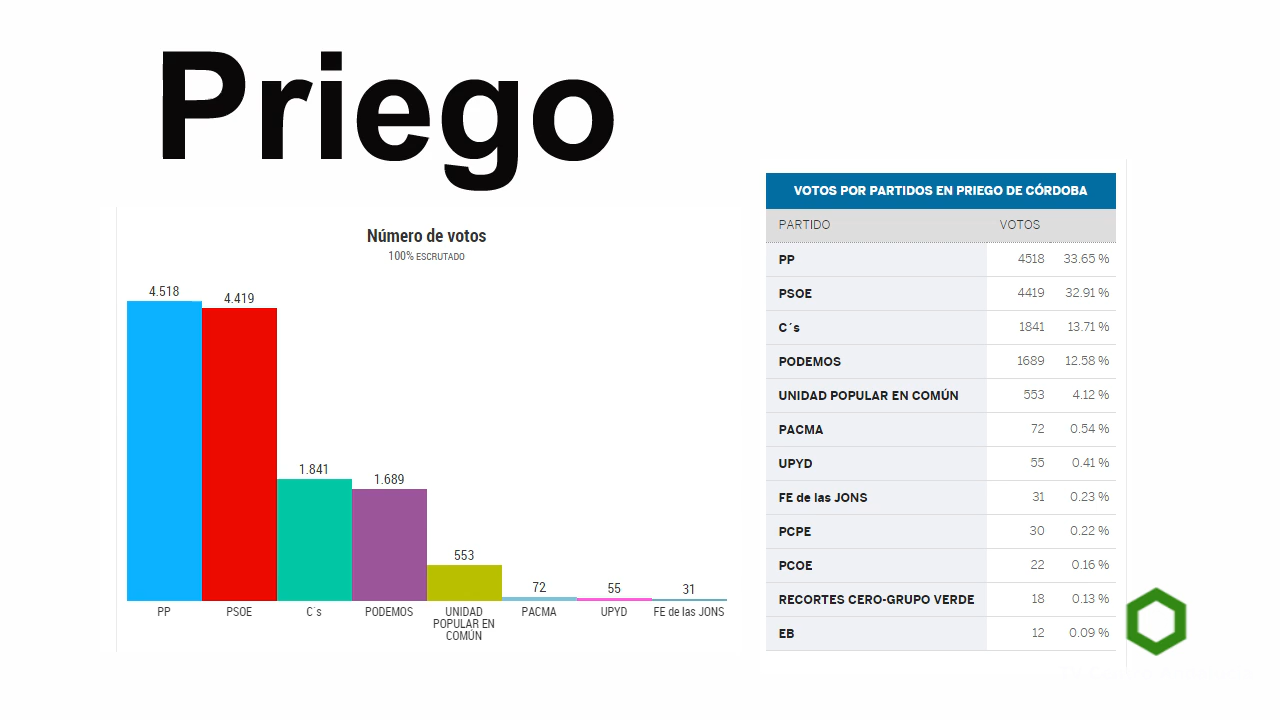 Priego
Número de votos
100% ESCRUTADO
4.518
4.419
1.841
1.689
553
72
55
31
PP
PSOE
C´s
PODEMOS
UNIDAD
POPULAR EN
COMÚN
PACMA
UPYD
FE de las JONS
VOTOS POR PARTIDOS EN PRIEGO DE CÓRDOBA
PARTIDO VOTOS
PP 4518 33.65 %
PSOE 4419 32.91 %
C´s 1841 13.71 %
PODEMOS 1689 12.58 %
UNIDAD POPULAR EN COMÚN 553 4.12 %
PACMA 72 0.54 %
UPYD 55 0.41 %
FE de las JONS 31 0.23 %
PCPE 30 0.22 %
PCOE 22 0.16 %
RECORTES CERO-GRUPO VERDE 18 0.13 %
EB 12 0.09 %